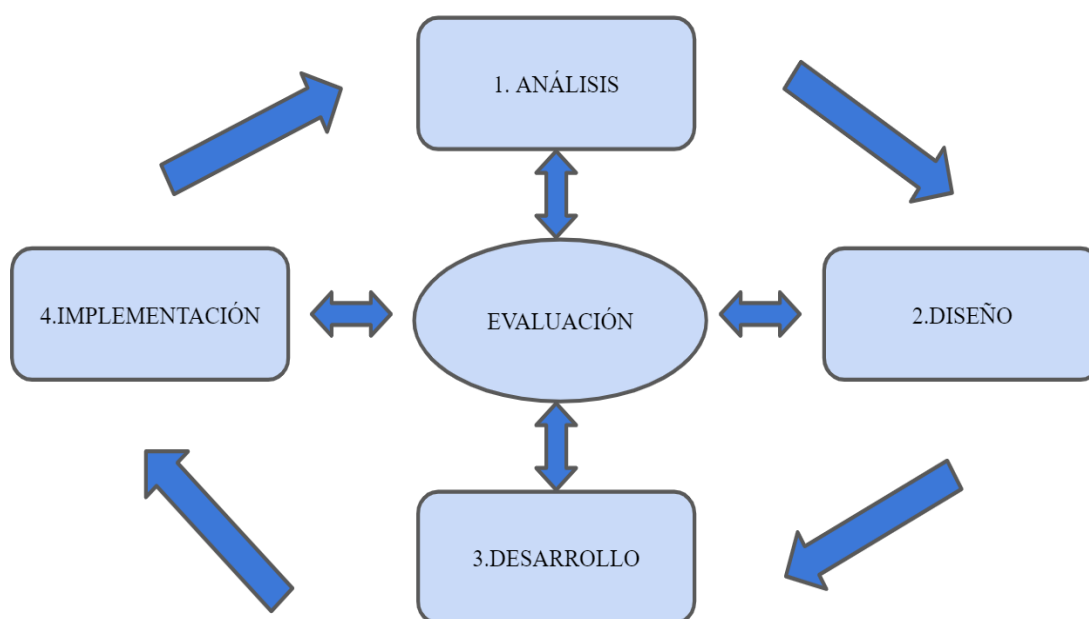 1. ANÁLISIS
4.IMPLEMENTACIÓN
EVALUACIÓN
2.DISEÑO
3.DESARROLLO